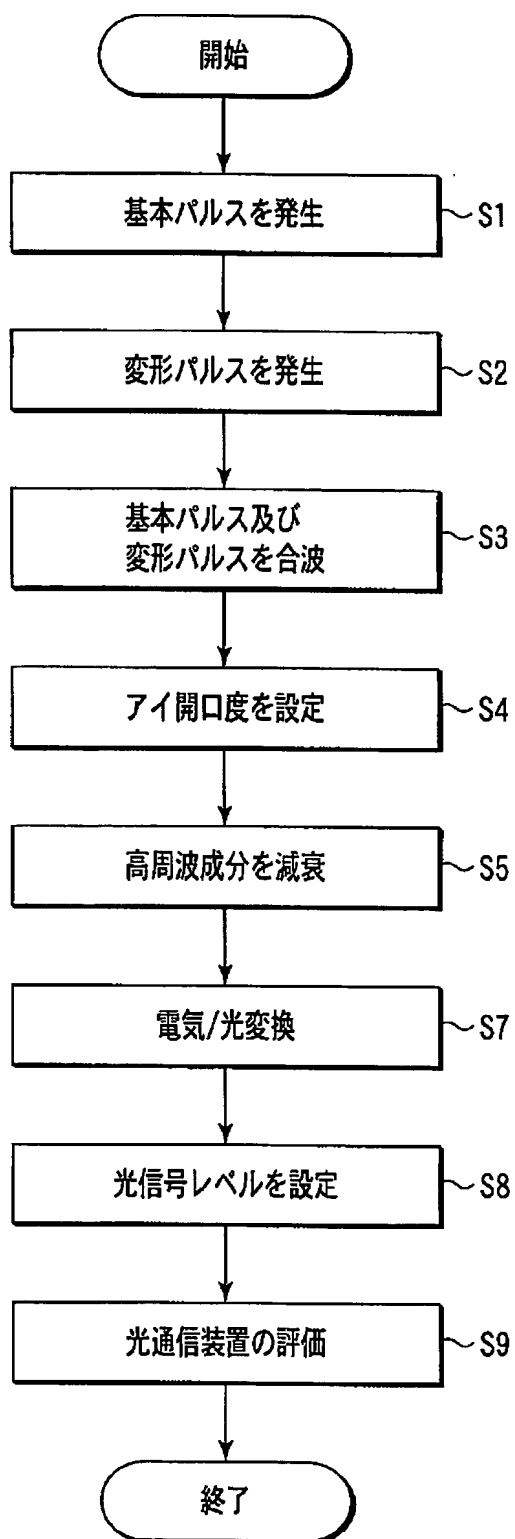 開始
基本パルスを発生
S1
変形パルスを発生
S2
基本パルス及び
変形パルスを合波
S3
アイ開口度を設定
S4
高周波成分を減衰
S5
電気/光変換
S7
光信号レベルを設定
S8
光通信装置の評価
S9
終了